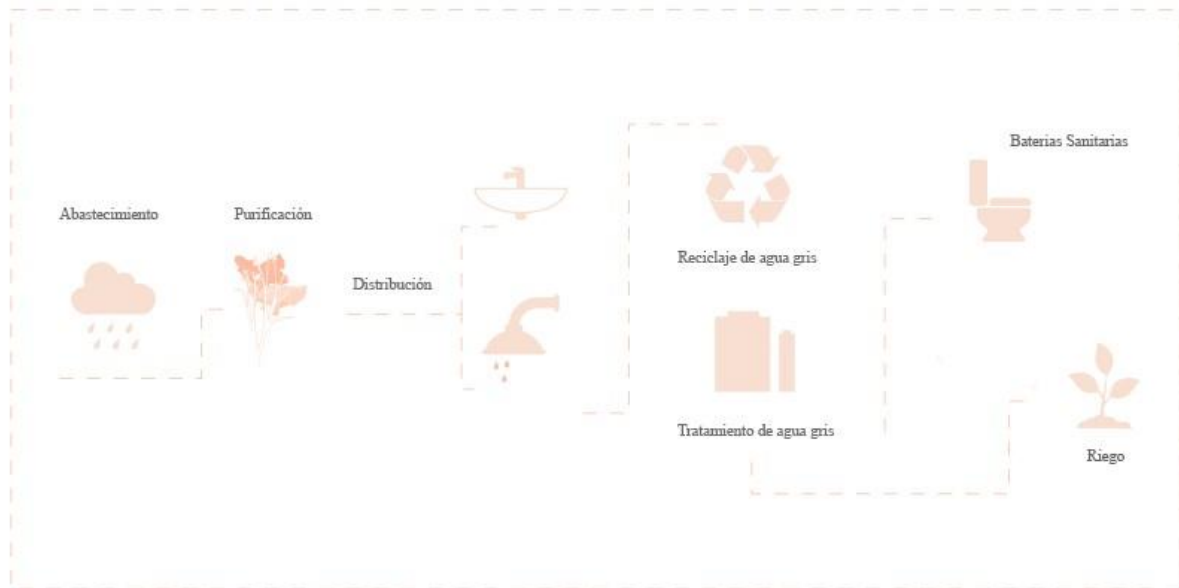 Abastecimiento
Purificación
Distribución
Reciclaje de agua gris
Tratamiento de agua gris
Baterias Sanitarias
Riego